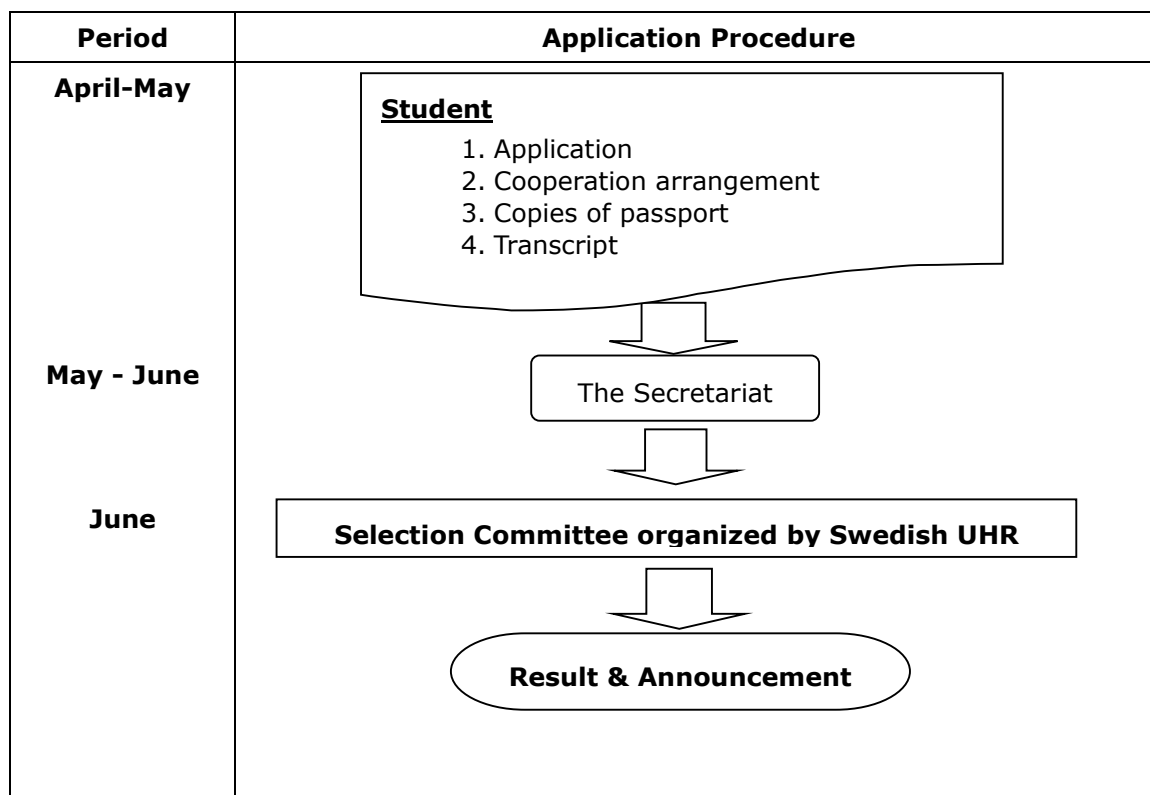 Period
Application Procedure
April-May
Student
1. Application
2. Cooperation arrangement
3. Copies of passport
4. Transcript
May - June
The Secretariat
June
Selection Committee organized by Swedish UHR
Result & Announcement